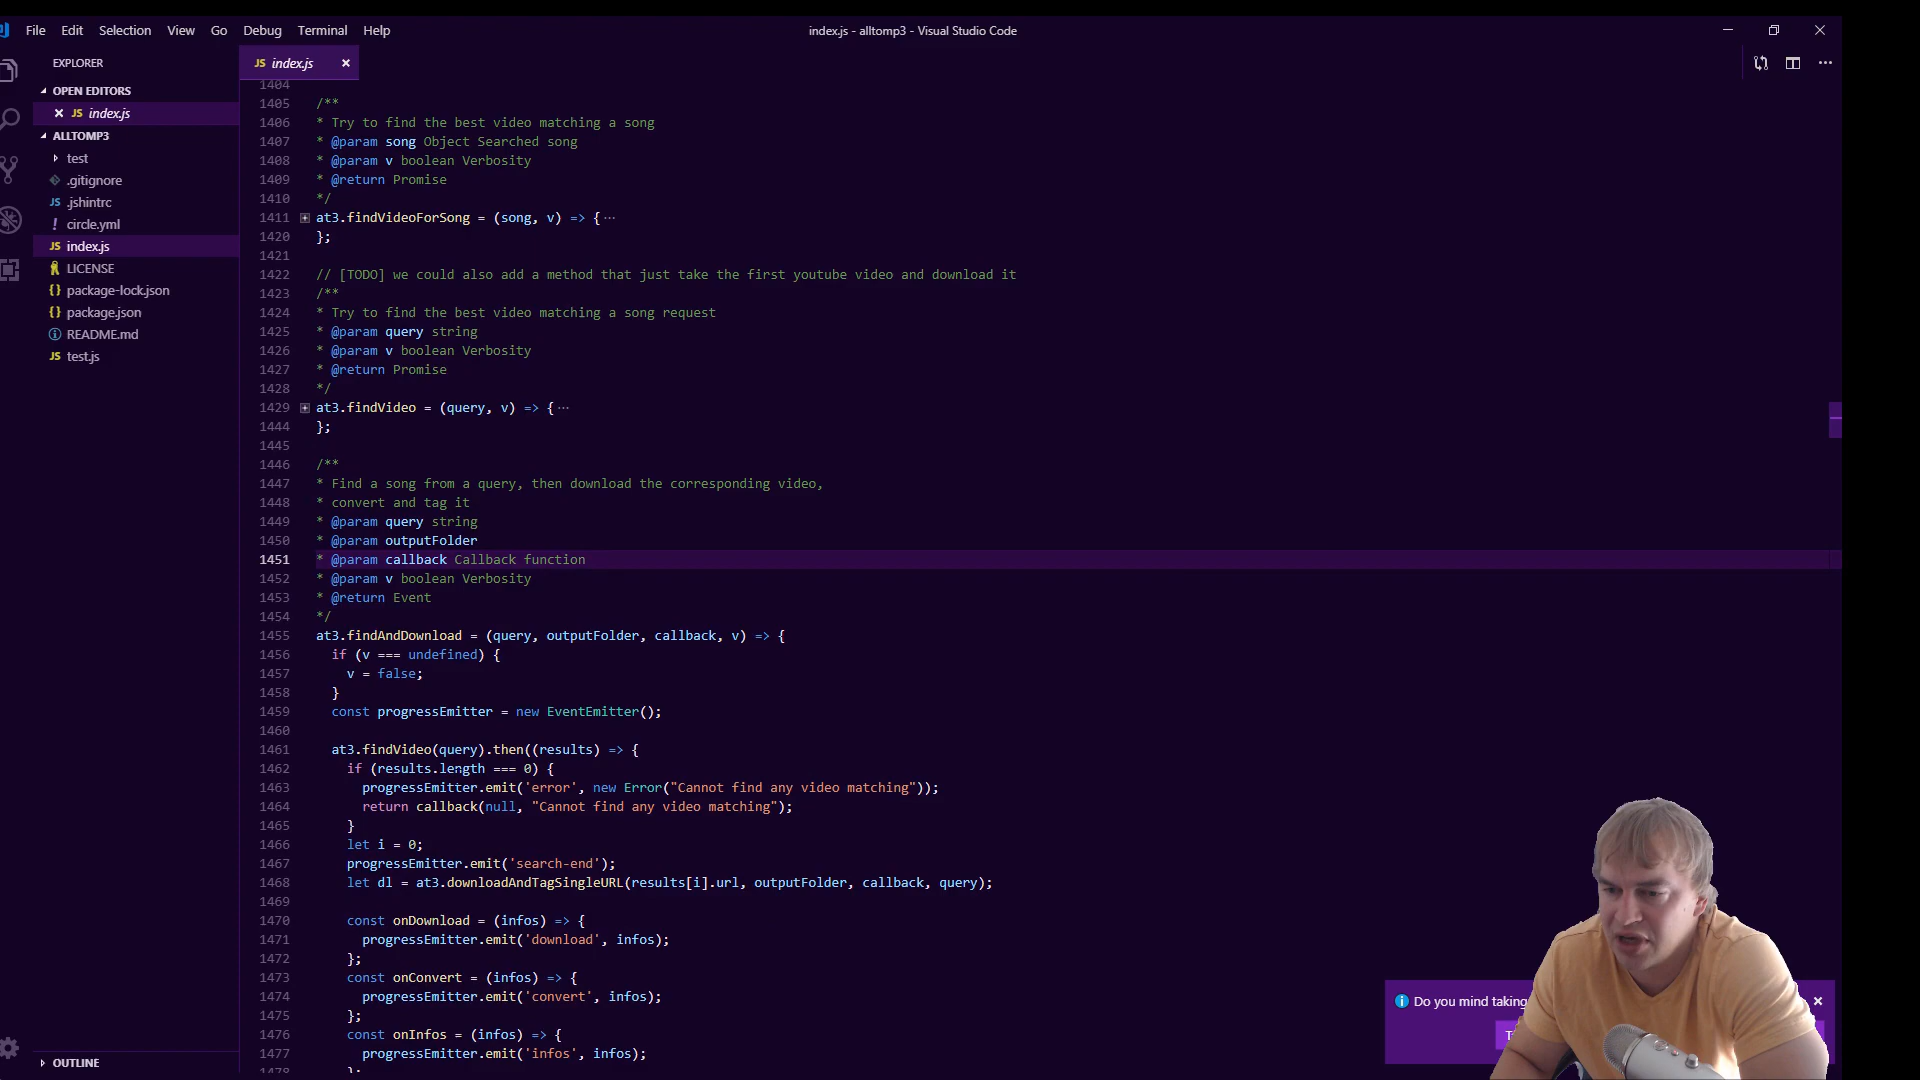 File Edit Selection View Go Debug Terminal Help
index.js - alltomp3 - Visual Studio Code
EXPLORER
OPEN EDITORS
JS index.js
ALLTOMP3
test
.gitignore
JS .jshintrc
! circle.yml
JS index.js
LICENSE
{} package-lock.json
{} package.json
README.md
JS test.js
OUTLINE
JS index.js
1404
1405 /**
1406 * Try to find the best video matching a song
1407 * @param song Object Searched song
1408 * @param v boolean Verbosity
1409 * @return Promise
1410 */
1411 at3.findVideoForSong = (song, v) => {···
1420 };
1421
1422 // [TODO] we could also add a method that just take the first youtube video and download it
1423 /**
1424 * Try to find the best video matching a song request
1425 * @param query string
1426 * @param v boolean Verbosity
1427 * @return Promise
1428 */
1429 at3.findVideo = (query, v) => {···
1444 };
1445
1446 /**
1447 * Find a song from a query, then download the corresponding video,
1448 * convert and tag it
1449 * @param query string
1450 * @param outputFolder
1451 * @param callback Callback function
1452 * @param v boolean Verbosity
1453 * @return Event
1454 */
1455 at3.findAndDownload = (query, outputFolder, callback, v) => {
1456 if (v === undefined) {
1457 v = false;
1458 }
1459 const progressEmitter = new EventEmitter();
1460
1461 at3.findVideo(query).then((results) => {
1462 if (results.length === 0) {
1463 progressEmitter.emit('error', new Error("Cannot find any video matching"));
1464 return callback(null, "Cannot find any video matching");
1465 }
1466 let i = 0;
1467 progressEmitter.emit('search-end');
1468 let dl = at3.downloadAndTagSingleURL(results[i].url, outputFolder, callback, query);
1469
1470 const onDownload = (infos) => {
1471 progressEmitter.emit('download', infos);
1472 };
1473 const onConvert = (infos) => {
1474 progressEmitter.emit('convert', infos);
1475 };
1476 const onInfos = (infos) => {
1477 progressEmitter.emit('infos', infos);
1478 };
Do you mind taking